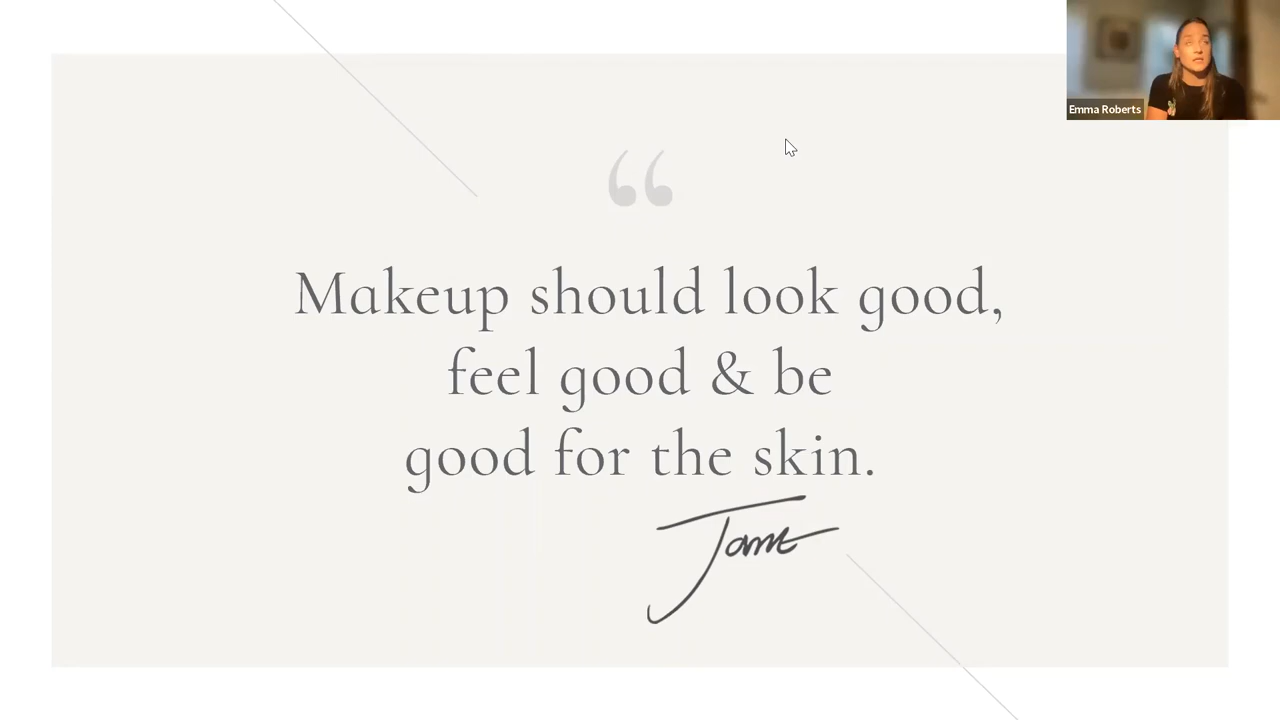 Emma Roberts
“
Makeup should look good,
feel good & be
good for the skin.
Jane